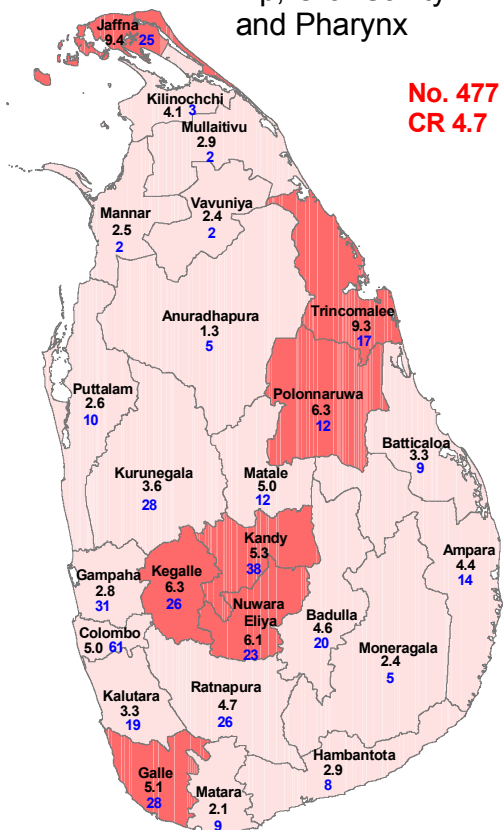 and Pharynx
No. 477
CR 4.7
Jaffna
9.4 25
Kilinochchi
4.1 3
Mullaitivu
2.9
2
Vavuniya
2.4
2
Mannar
2.5
2
Anuradhapura
1.3
5
Trincomalee
9.3
17
Polonnaruwa
6.3
12
Puttalam
2.6
10
Batticaloa
3.3
9
Kurunegala
3.6
28
Matale
5.0
12
Kandy
5.3
38
Ampara
4.4
14
Gampaha
2.8
31
Kegalle
6.3
26
Nuwara
Eliya
6.1
23
Badulla
4.6
20
Colombo
5.0 61
Moneragala
2.4
5
Kalutara
3.3
19
Ratnapura
4.7
26
Hambantota
2.9
8
Galle
5.1
28
Matara
2.1
9